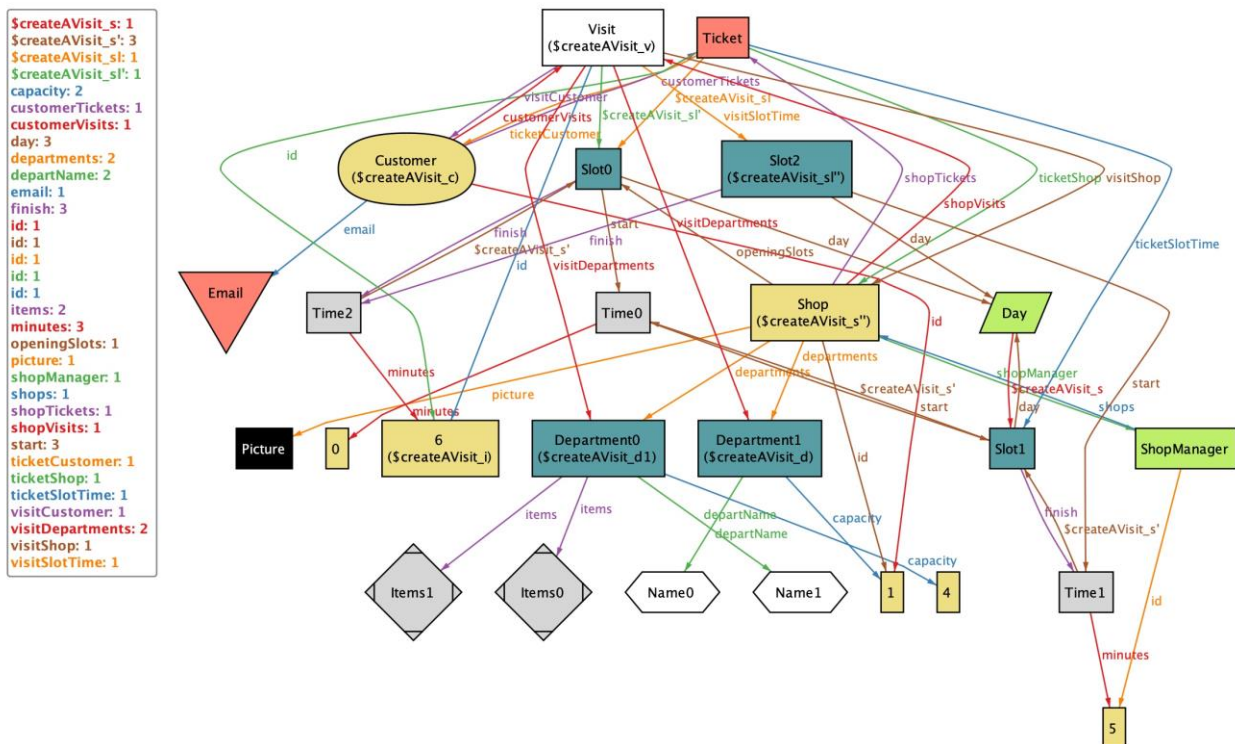 $createAVisit_s: 1
$createAVisit_s': 3
$createAVisit_sl: 1
$createAVisit_sl': 1
capacity: 2
customerTickets: 1
customerVisits: 1
day: 3
departments: 2
departName: 2
email: 1
finish: 3
id: 1
id: 1
id: 1
id: 1
id: 1
items: 2
minutes: 3
openingSlots: 1
picture: 1
shopManager: 1
shops: 1
shopTickets: 1
shopVisits: 1
start: 3
ticketCustomer: 1
ticketShop: 1
ticketSlotTime: 1
visitCustomer: 1
visitDepartments: 2
visitShop: 1
visitSlotTime: 1
Visit
($createAVisit_v)
Ticket
customerTickets
visitCustomer
$createAVisit_sl
customerVisits
$createAVisit_sl'
visitSlotTime
ticketCustomer
id
Customer
($createAVisit_c)
Slot0
Slot2
($createAVisit_sl")
shopTickets
ticketShop
visitShop
shopVisits
email
finish
$createAVisit_s'
finish
start
visitDepartments
openingSlots
day
day
ticketSlotTime
id
visitDepartments
Email
Time2
Time0
Shop
($createAVisit_s")
Day
id
start
minutes
departments
departments
shopManager
$createAVisit_s'
$createAVisit_s
shops
picture
minutes
start
day
Picture
0
6
($createAVisit_i)
Department0
($createAVisit_d1)
Department1
($createAVisit_d)
Slot1
ShopManager
id
items
items
departName
departName
capacity
finish
$createAVisit_s'
capacity
id
Items1
Items0
Name0
Name1
1
4
Time1
minutes
5